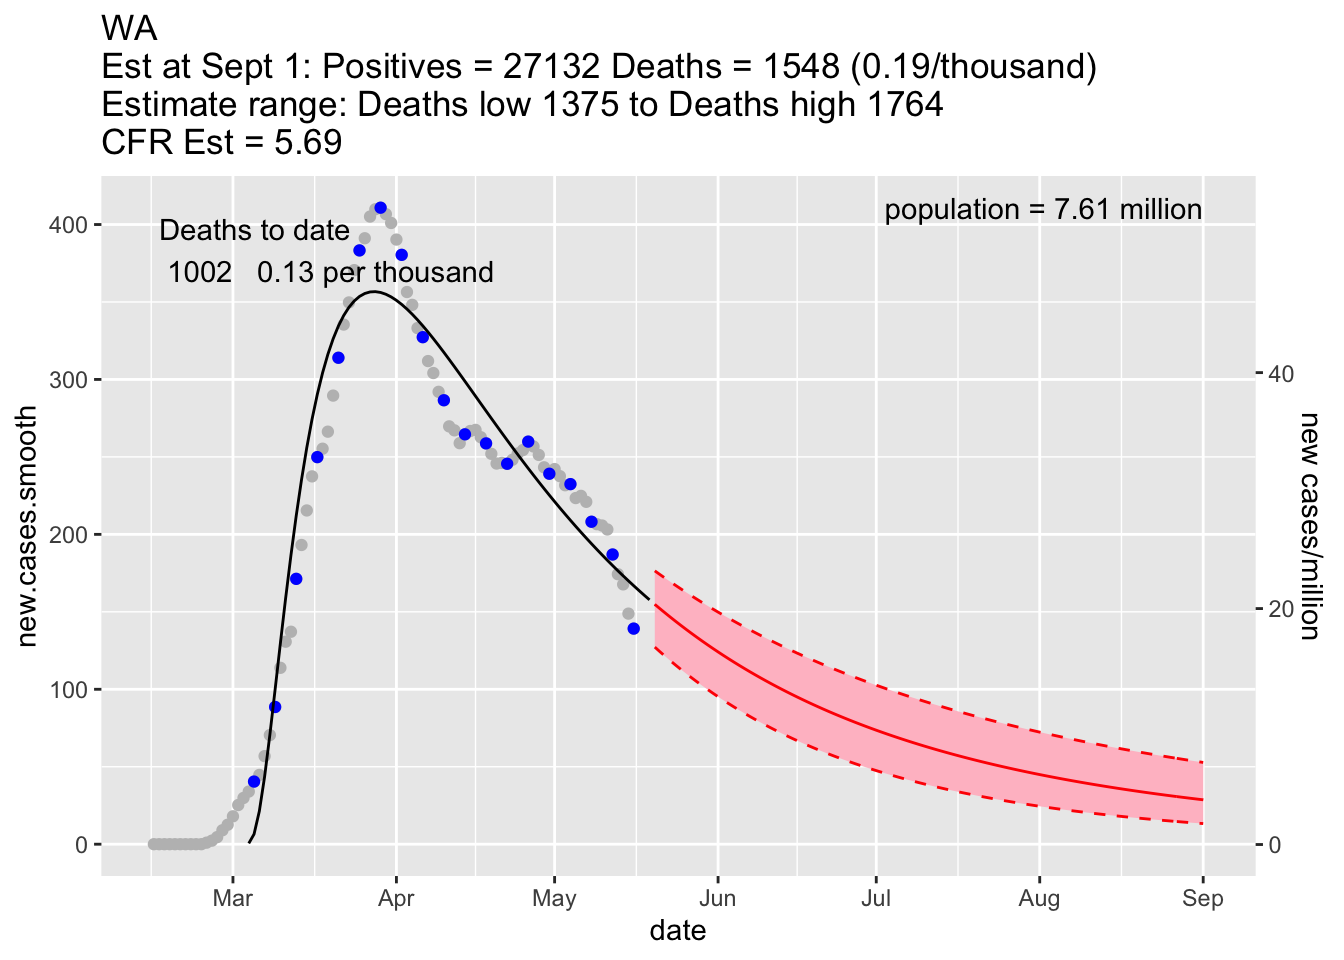 WA
Est at Sept 1: Positives = 27132 Deaths = 1548 (0.19/thousand)
Estimate range: Deaths low 1375 to Deaths high 1764
CFR Est = 5.69
population = 7.61 million
Deaths to date
1002 0.13 per thousand
400
300
200
100
0
new.cases.smooth
40
20
0
new cases/million
Mar Apr May Jun Jul Aug Sep
date